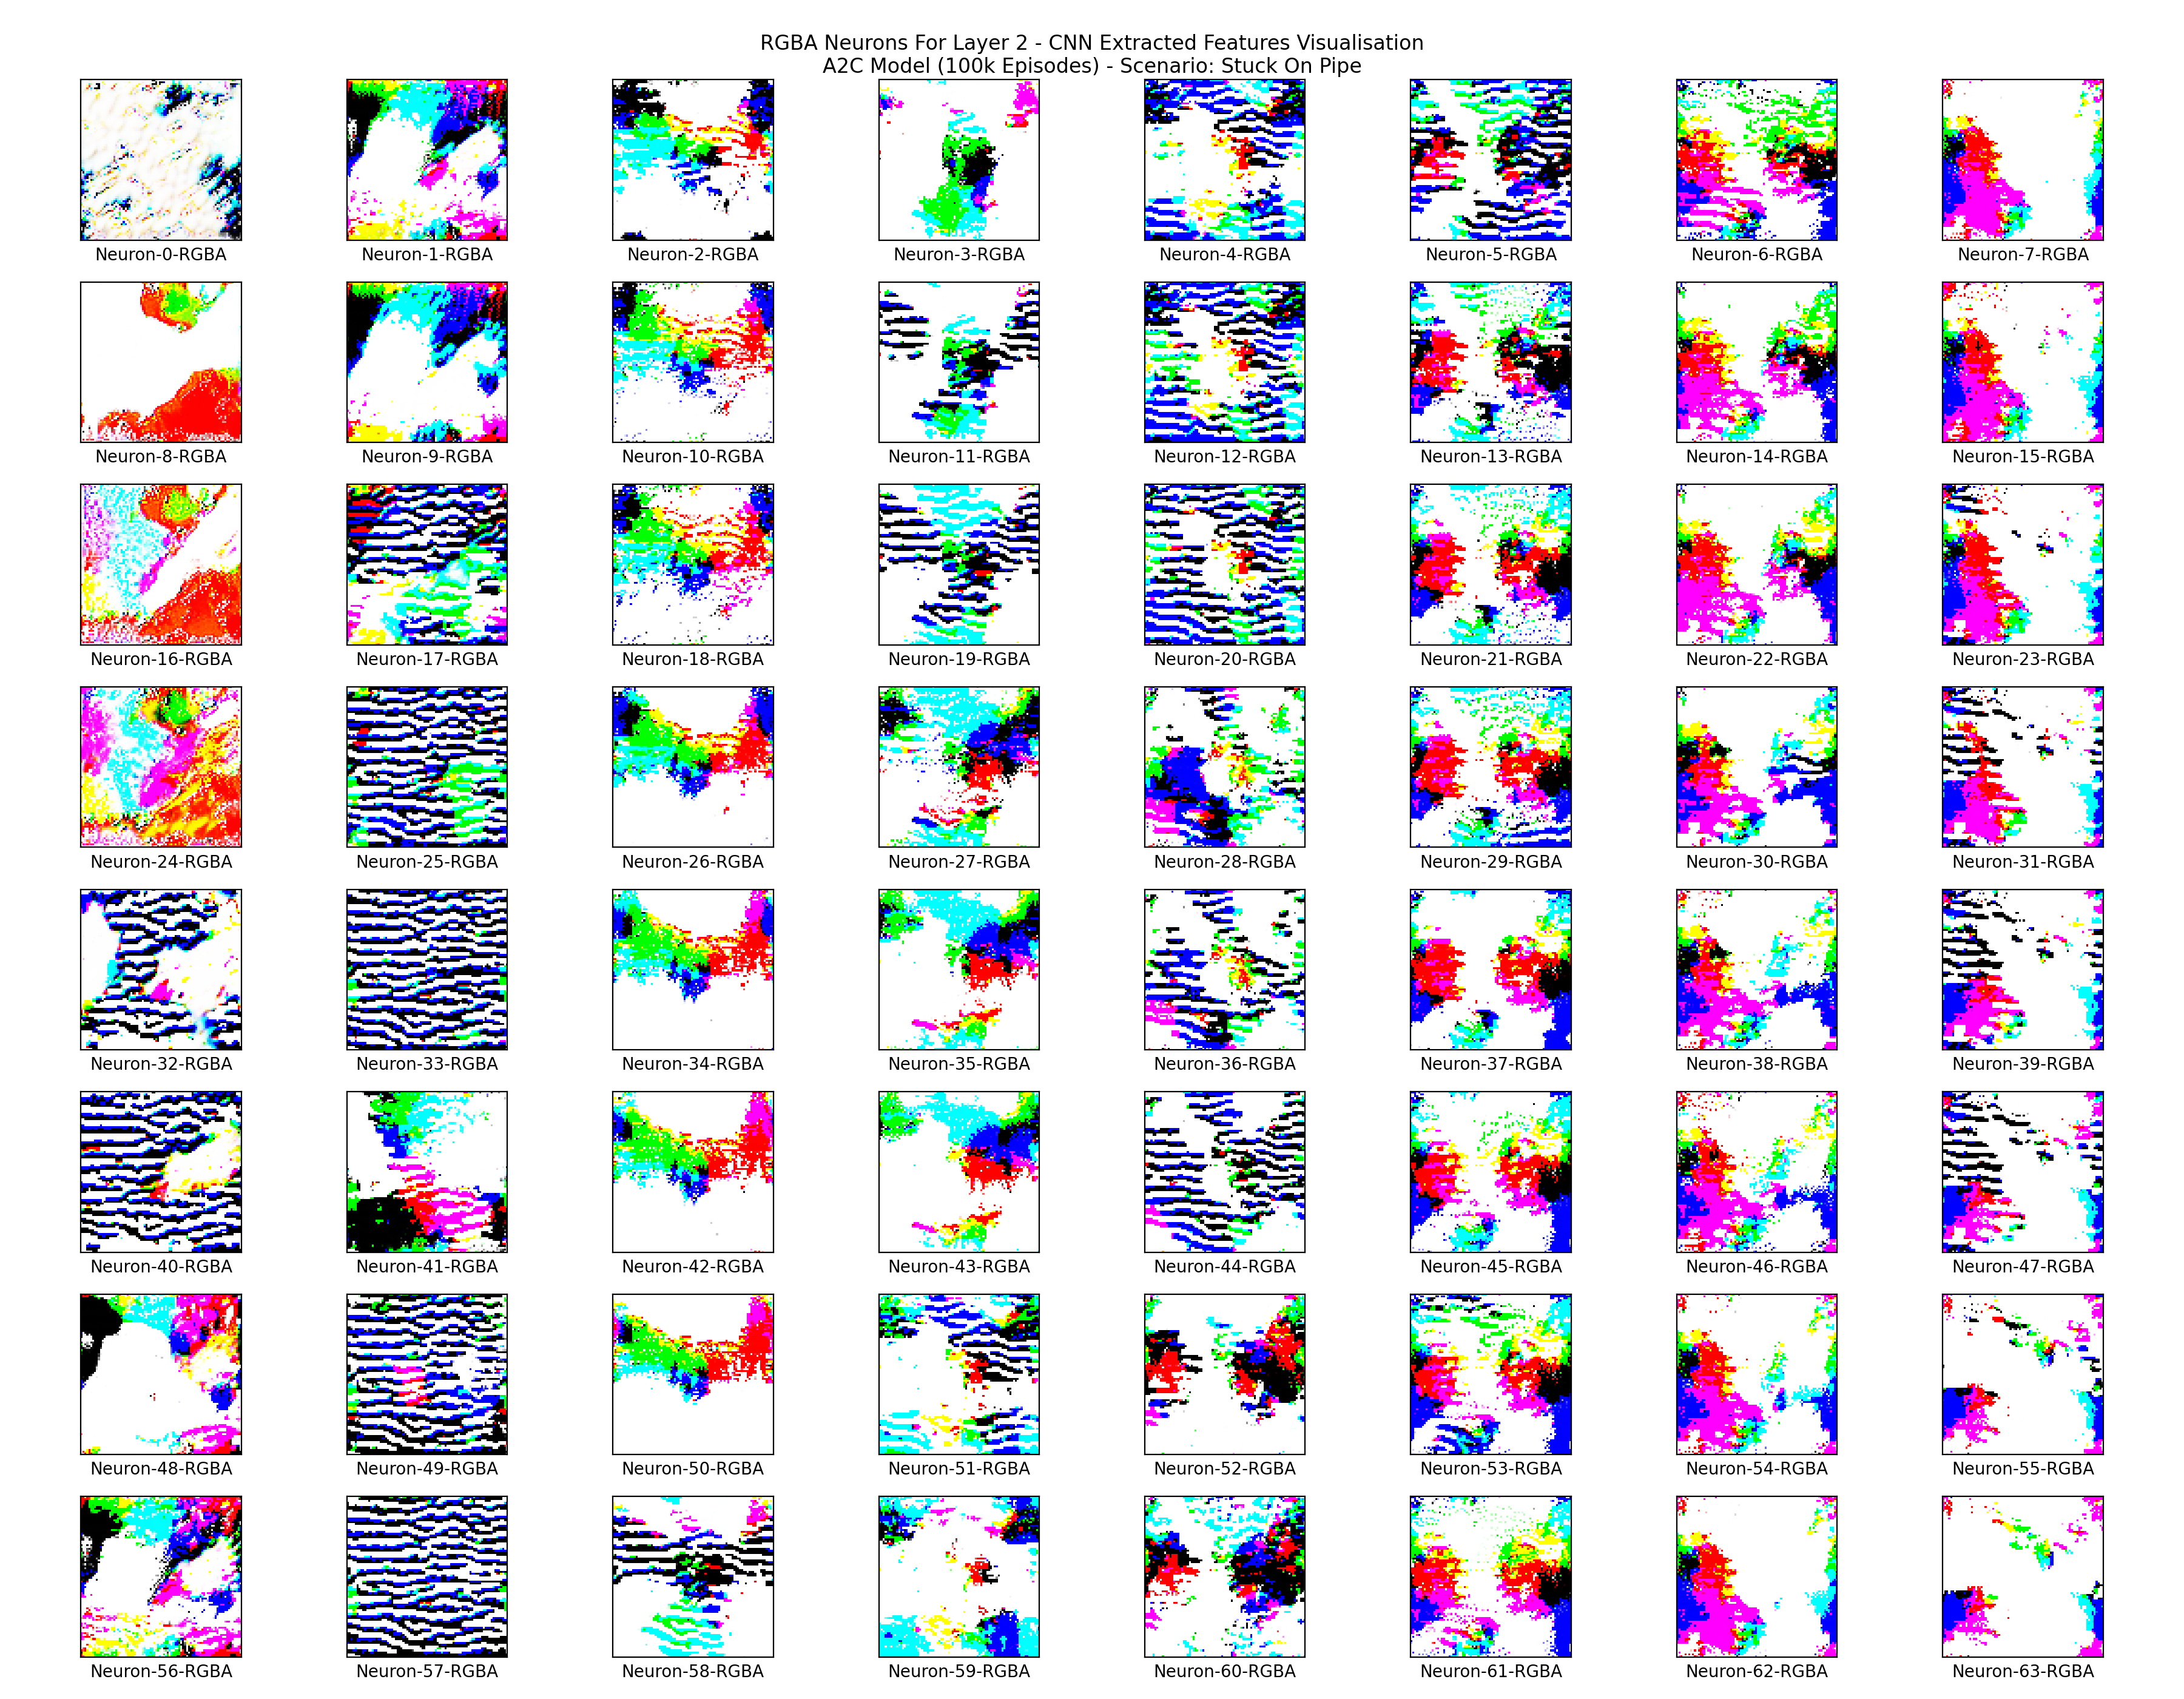 RGBA Neurons For Layer 2 - CNN Extracted Features Visualisation
A2C Model (100k Episodes) - Scenario: Stuck On Pipe
Neuron-0-RGBA Neuron-1-RGBA Neuron-2-RGBA Neuron-3-RGBA Neuron-4-RGBA Neuron-5-RGBA Neuron-6-RGBA Neuron-7-RGBA
Neuron-8-RGBA Neuron-9-RGBA Neuron-10-RGBA Neuron-11-RGBA Neuron-12-RGBA Neuron-13-RGBA Neuron-14-RGBA Neuron-15-RGBA
Neuron-16-RGBA Neuron-17-RGBA Neuron-18-RGBA Neuron-19-RGBA Neuron-20-RGBA Neuron-21-RGBA Neuron-22-RGBA Neuron-23-RGBA
Neuron-24-RGBA Neuron-25-RGBA Neuron-26-RGBA Neuron-27-RGBA Neuron-28-RGBA Neuron-29-RGBA Neuron-30-RGBA Neuron-31-RGBA
Neuron-32-RGBA Neuron-33-RGBA Neuron-34-RGBA Neuron-35-RGBA Neuron-36-RGBA Neuron-37-RGBA Neuron-38-RGBA Neuron-39-RGBA
Neuron-40-RGBA Neuron-41-RGBA Neuron-42-RGBA Neuron-43-RGBA Neuron-44-RGBA Neuron-45-RGBA Neuron-46-RGBA Neuron-47-RGBA
Neuron-48-RGBA Neuron-49-RGBA Neuron-50-RGBA Neuron-51-RGBA Neuron-52-RGBA Neuron-53-RGBA Neuron-54-RGBA Neuron-55-RGBA
Neuron-56-RGBA Neuron-57-RGBA Neuron-58-RGBA Neuron-59-RGBA Neuron-60-RGBA Neuron-61-RGBA Neuron-62-RGBA Neuron-63-RGBA